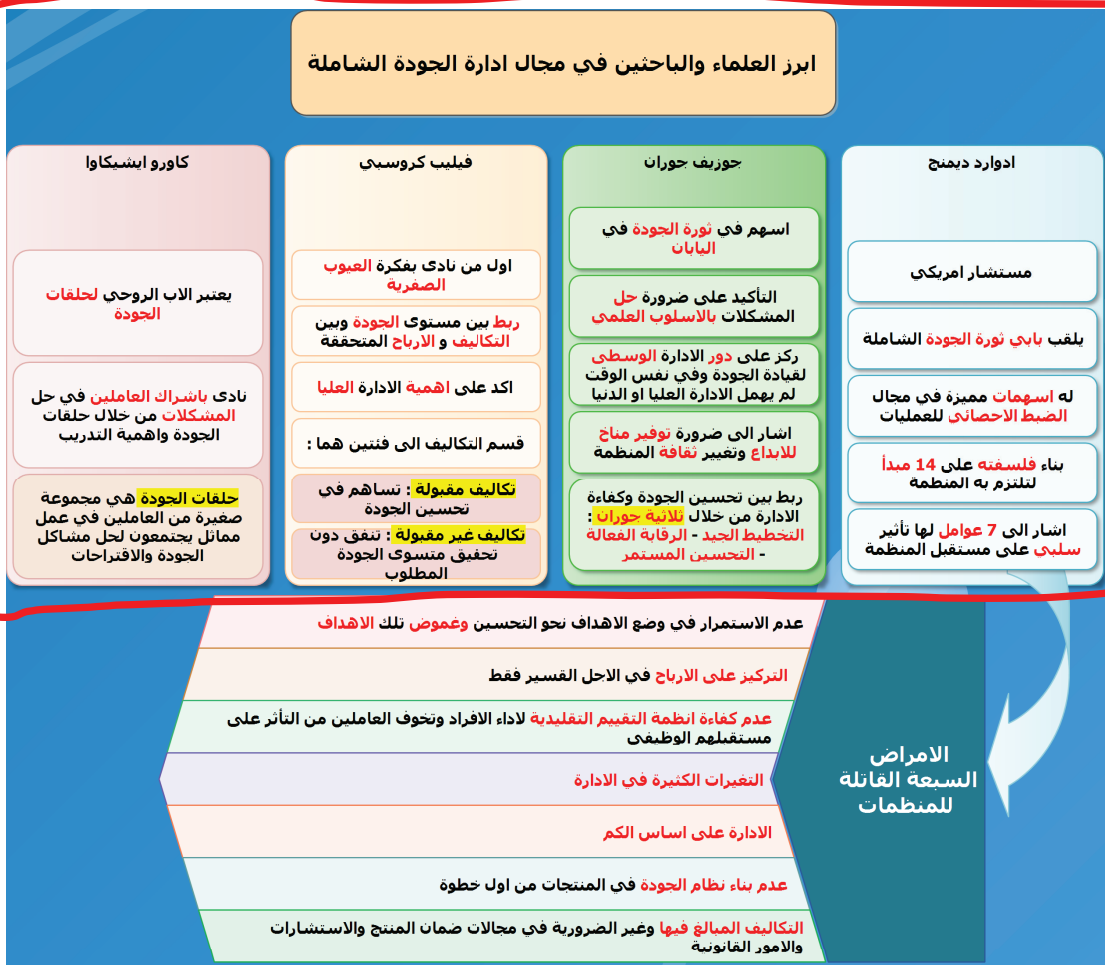 ابرز العلماء والباحثين في مجال ادارة الجودة الشاملة
ادوارد ديمنج
مستشار امريكي
يلقب بابي ثورة الجودة الشاملة
له اسهمات مميزة في مجال
الضبط الاحصائي للعمليات
بناء فلسفته على 14 مبدأ
لتلتزم به المنظمة
اشار الى 7 عوامل لها تأثير
سلبي على مستقبل المنظمة
جوزيف جوران
اسهم في ثورة الجودة في
اليابان
التأكيد على ضرورة حل
المشكلات بالاسلوب العلمي
ركز على دور الادارة الوسطى
لقيادة الجودة وفي نفس الوقت
لم يهمل الادارة العليا او الدنيا
اشار الى ضرورة توفير مناخ
للابداع وتغيير ثقافة المنظمة
ربط بين تحسين الجودة وكفاءة
الادارة من خلال ثلاثية جوران :
التخطيط الجيد - الرقابة الفعالة
- التحسين المستمر
فيليب كروسبي
اول من نادى بفكرة العيوب
الصفرية
ربط بين مستوى الجودة وبين
التكاليف و الارباح المتحققة
اكد على اهمية الادارة العليا
قسم التكاليف الى فئتين هما :
تكاليف مقبولة : تساهم في
تحسين الجودة
تكاليف غير مقبولة : تنفق دون
تحفيق متسوى الجودة
المطلوب
كاورو ايشيكاوا
يعتبر الاب الروحي لحلقات
الجودة
نادى باشراك العاملين في حل
المشكلات من خلال حلقات
الجودة واهمية التدريب
حلقات الجودة هي مجموعة
صغيرة من العاملين في عمل
مماثل يجتمعون لحل مشاكل
الجودة والاقتراحات
الامراض
السبعة القاتلة
للمنظمات
عدم الاستمرار في وضع الاهداف نحو التحسين وغموض تلك الاهداف
التركيز على الارباح في الاجل القسير فقط
عدم كفاءة انظمة التقييم التقليدية لاداء الافراد وتخوف العاملين من التأثر على
مستقبلهم الوظيفي
التغيرات الكثيرة في الادارة
الادارة على اساس الكم
عدم بناء نظام الجودة في المنتجات من اول خطوة
التكاليف المبالغ فيها وغير الضرورية في مجالات ضمان المنتج والاستشارات
والامور القانونية